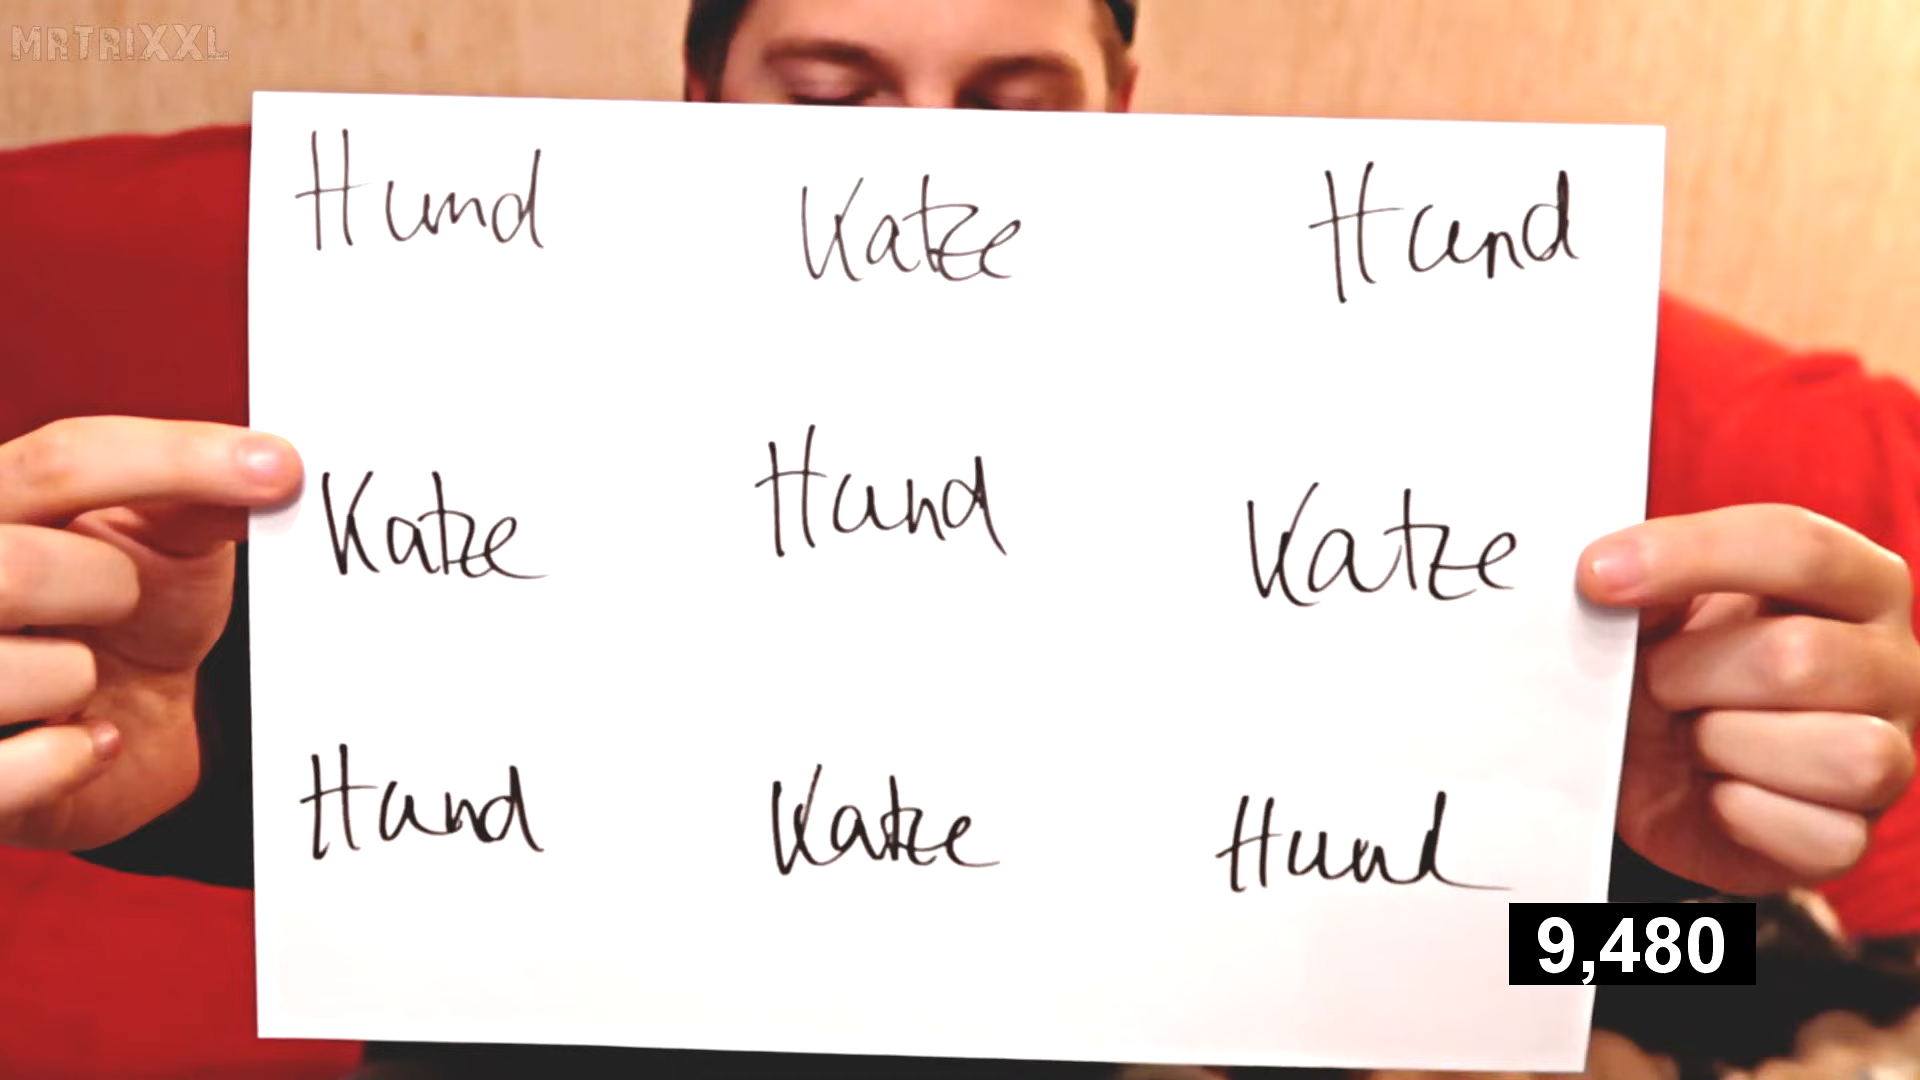 MRTRIXXL
Hund Katze Hund
Katze Hund Katze
Hund Katze Hund
9,480